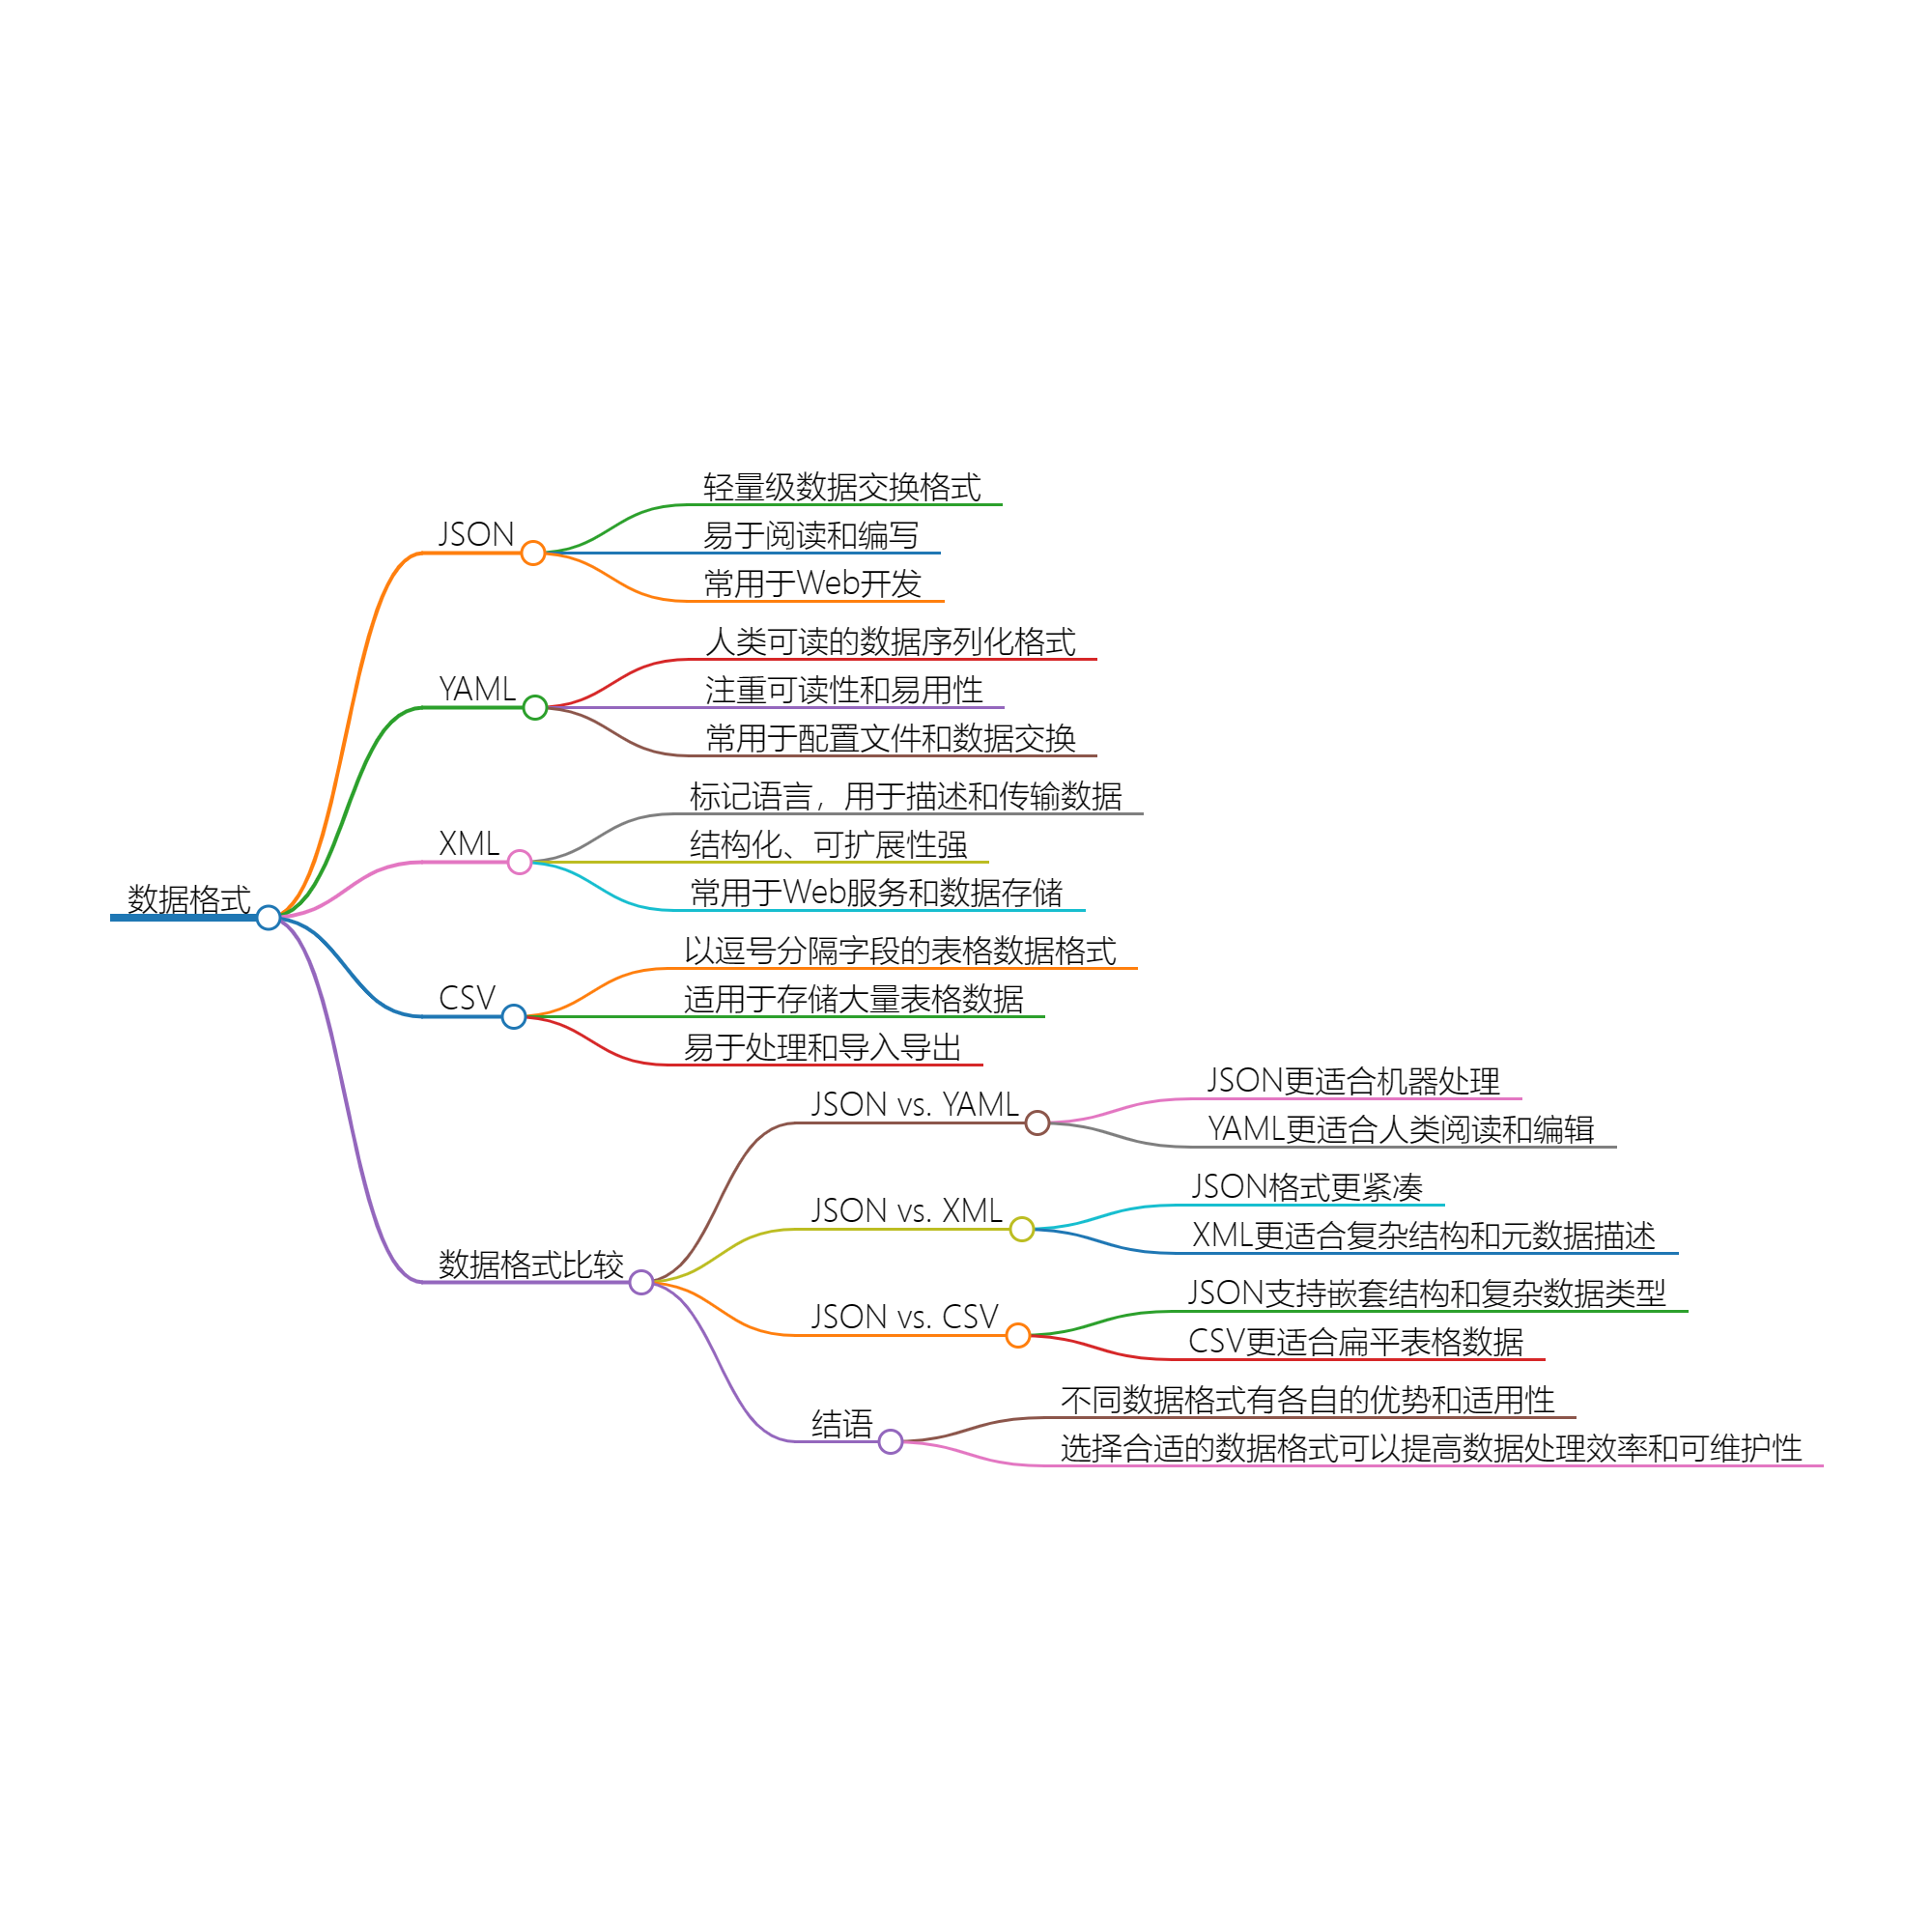 数据格式
JSON
轻量级数据交换格式
易于阅读和编写
常用于Web开发
YAML
人类可读的数据序列化格式
注重可读性和易用性
常用于配置文件和数据交换
XML
标记语言，用于描述和传输数据
结构化、可扩展性强
常用于Web服务和数据存储
CSV
以逗号分隔字段的表格数据格式
适用于存储大量表格数据
易于处理和导入导出
数据格式比较
JSON vs. YAML
JSON更适合机器处理
YAML更适合人类阅读和编辑
JSON vs. XML
JSON格式更紧凑
XML更适合复杂结构和元数据描述
JSON vs. CSV
JSON支持嵌套结构和复杂数据类型
CSV更适合扁平表格数据
结语
不同数据格式有各自的优势和适用性
选择合适的数据格式可以提高数据处理效率和可维护性